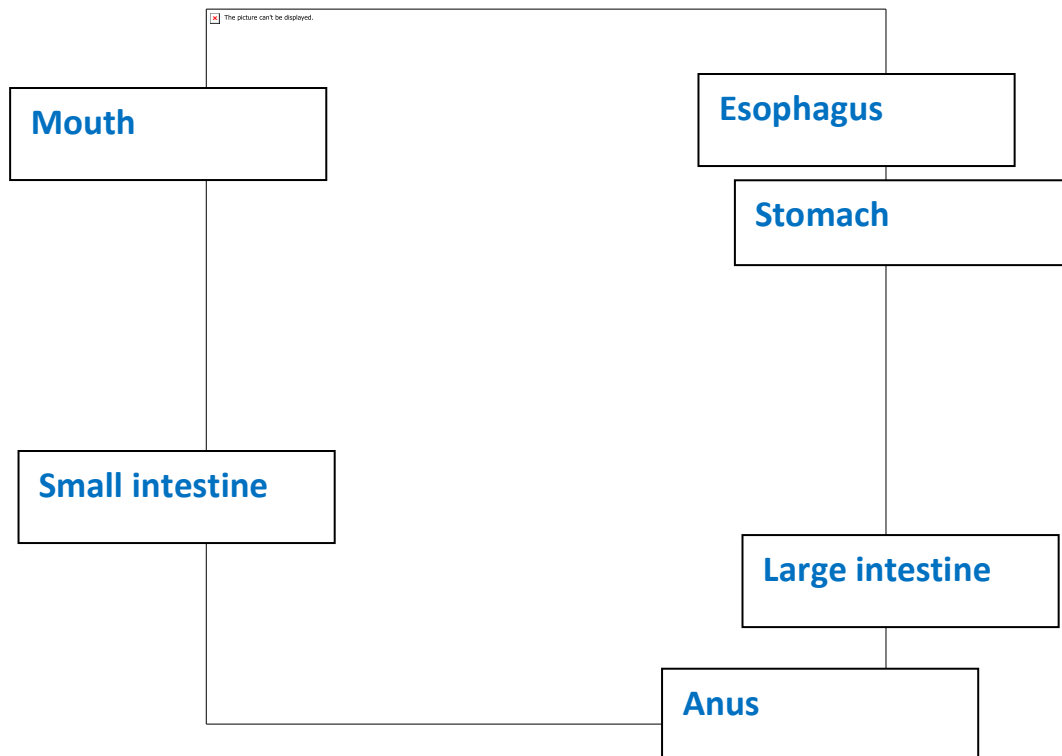 The picture can't be displayed.
Mouth
Esophagus
Stomach
Small intestine
Large intestine
Anus